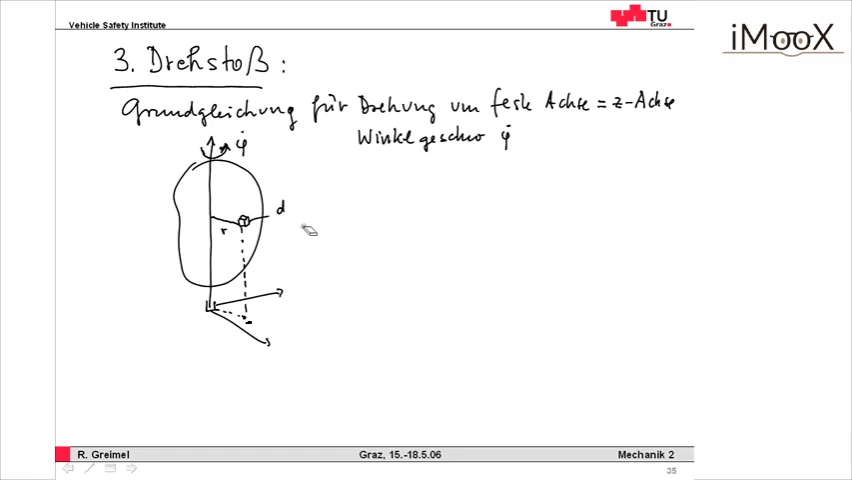 Vehicle Safety Institute
TU
Graz
iMooX
3. Drehstoß:
Grundgleichung für Drehung um feste Achse = z-Achse
Winkelgeschw φ̇
φ̇
d
r
R. Greimel
Graz, 15.-18.5.06
Mechanik 2
35